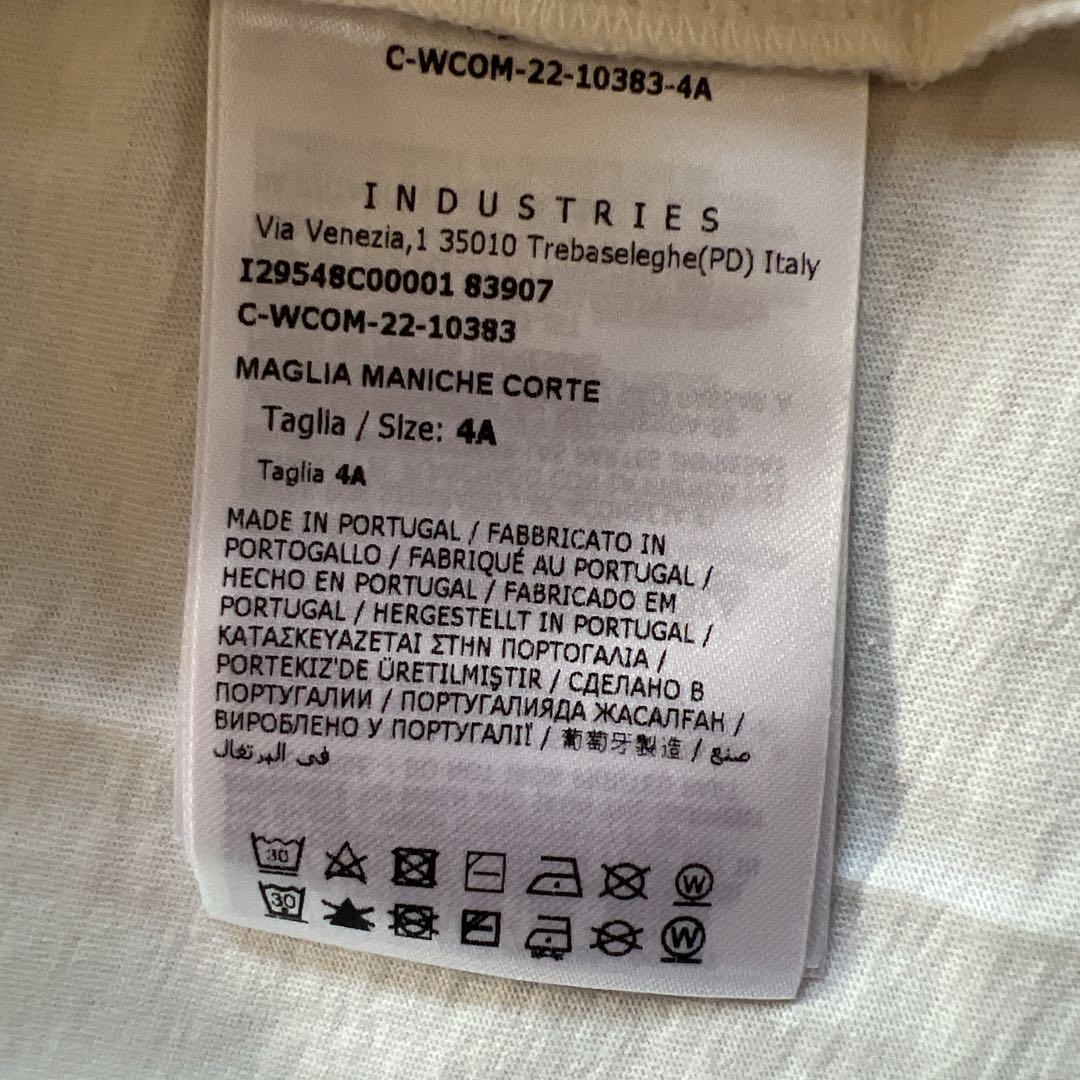 C-WCOM-22-10383-4A
INDUSTRIES
Via Venezia,1 35010 Trebaseleghe(PD) Italy
I29548C00001 83907
C-WCOM-22-10383
MAGLIA MANICHE CORTE
Taglia / SIze: 4A
Taglia 4A
MADE IN PORTUGAL / FABBRICATO IN
PORTOGALLO / FABRIQUÉ AU PORTUGAL /
HECHO EN PORTUGAL / FABRICADO EM
PORTUGAL / HERGESTELLT IN PORTUGAL /
ΚΑΤΑΣΚΕΥΑΖΕΤΑΙ ΣΤΗΝ ΠΟΡΤΟΓΑΛΙΑ /
PORTEKIZ'DE ÜRETILMIŞTIR / СДЕЛАНО В
ПОРТУГАЛИИ / ПОРТУГАЛИЯДА ЖАСАЛҒАН /
ВИРОБЛЕНО У ПОРТУГАЛІЇ / 葡萄牙製造 / صنع
في البرتغال
30 W
30 W